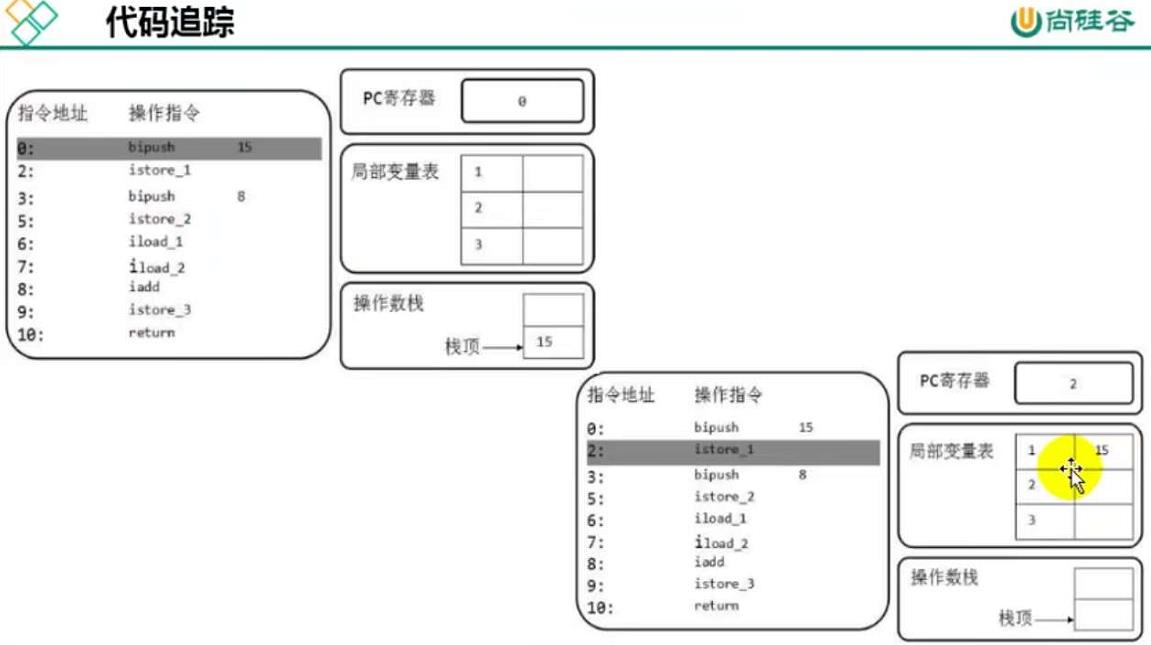 代码追踪
尚硅谷
指令地址 操作指令
0: bipush 15
2: istore_1
3: bipush 8
5: istore_2
6: iload_1
7: iload_2
8: iadd
9: istore_3
10: return
PC寄存器 0
局部变量表 1
2
3
操作数栈
栈顶 15
指令地址 操作指令
0: bipush 15
2: istore_1
3: bipush 8
5: istore_2
6: iload_1
7: iload_2
8: iadd
9: istore_3
10: return
PC寄存器 2
局部变量表 1 15
2
3
操作数栈
栈顶